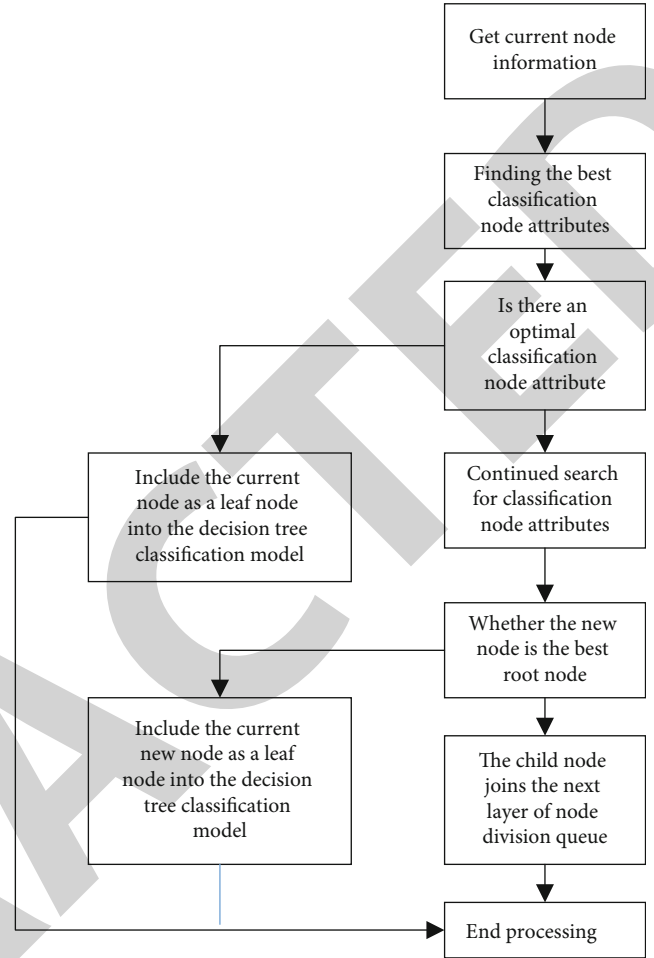 Get current node
information
Finding the best
classification
node attributes
Is there an
optimal
classification
node attribute
Include the current
node as a leaf node
into the decision tree
classification model
Continued search
for classification
node attributes
Whether the new
node is the best
root node
Include the current
new node as a leaf
node into the decision
tree classification
model
The child node
joins the next
layer of node
division queue
End processing
ACTED